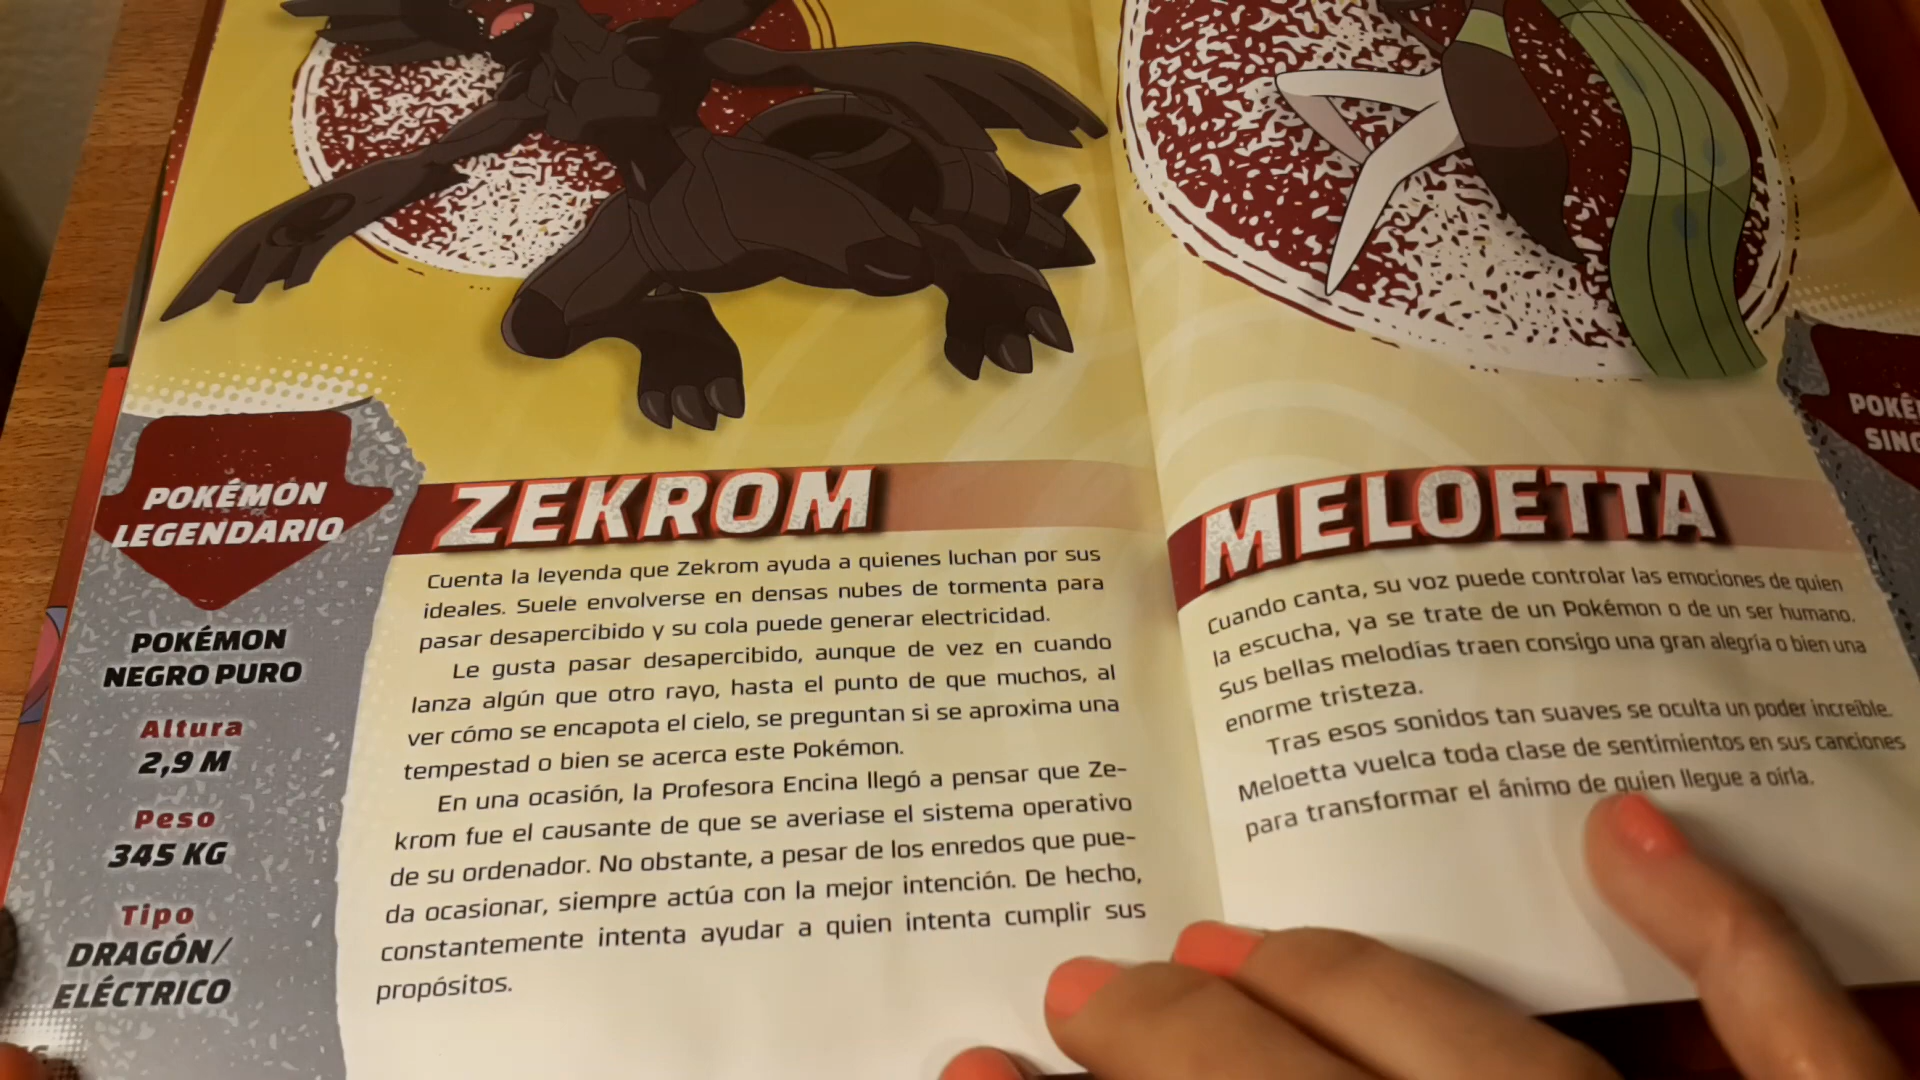 POKÉMON
LEGENDARIO
POKÉMON
NEGRO PURO
Altura
2,9 M
Peso
345 KG
Tipo
DRAGÓN/
ELÉCTRICO
ZEKROM
Cuenta la leyenda que Zekrom ayuda a quienes luchan por sus
ideales. Suele envolverse en densas nubes de tormenta para
pasar desapercibido y su cola puede generar electricidad.
Le gusta pasar desapercibido, aunque de vez en cuando
lanza algún que otro rayo, hasta el punto de que muchos, al
ver cómo se encapota el cielo, se preguntan si se aproxima una
tempestad o bien se acerca este Pokémon.
En una ocasión, la Profesora Encina llegó a pensar que Ze-
krom fue el causante de que se averiase el sistema operativo
de su ordenador. No obstante, a pesar de los enredos que pue-
da ocasionar, siempre actúa con la mejor intención. De hecho,
constantemente intenta ayudar a quien intenta cumplir sus
propósitos.
MELOETTA
Cuando canta, su voz puede controlar las emociones de quien
la escucha, ya se trate de un Pokémon o de un ser humano.
Sus bellas melodías traen consigo una gran alegría o bien una
enorme tristeza.
Tras esos sonidos tan suaves se oculta un poder increíble.
Meloetta vuelca toda clase de sentimientos en sus canciones
para transformar el ánimo de quien llegue a oírla.